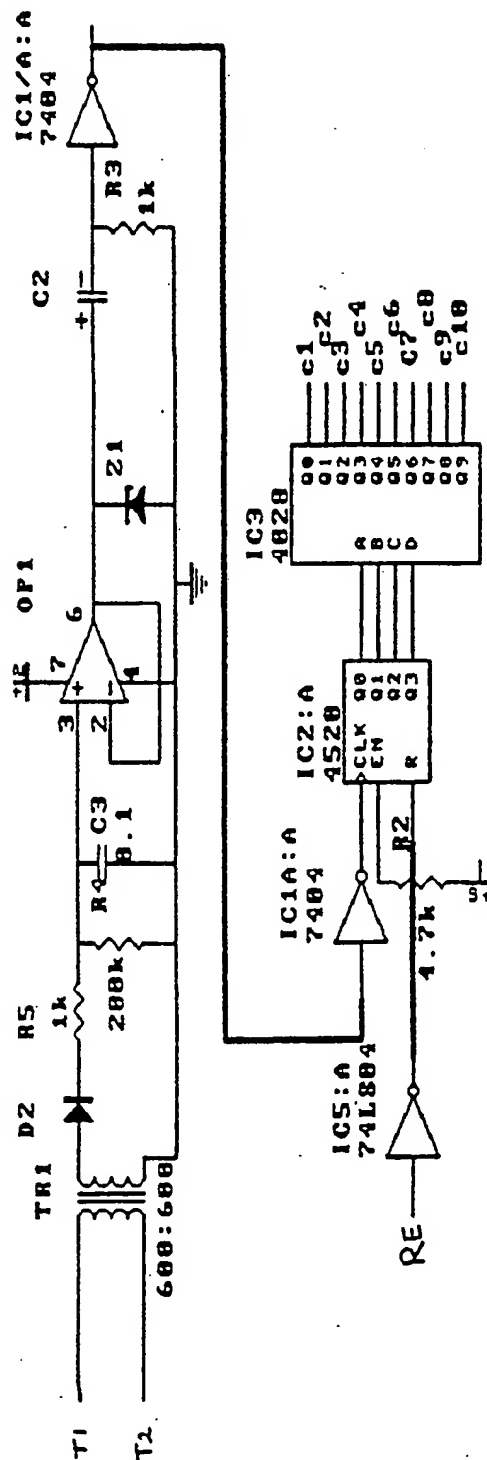 T1
T2
TR1
600:600
D2
R5
1k
R4
200k
C3
0.1
+12
OP1
3
2
7
4
6
+
-
Z1
C2
+
-
R3
1k
IC1/A:A
7404
RE
IC5:A
74LS04
IC1A:A
7404
R2
4.7k
IC2:A
4520
CLK
EN
R
Q0
Q1
Q2
Q3
IC3
4028
A
B
C
D
Q0
Q1
Q2
Q3
Q4
Q5
Q6
Q7
Q8
Q9
c1
c2
c3
c4
c5
c6
C7
c8
c9
c10